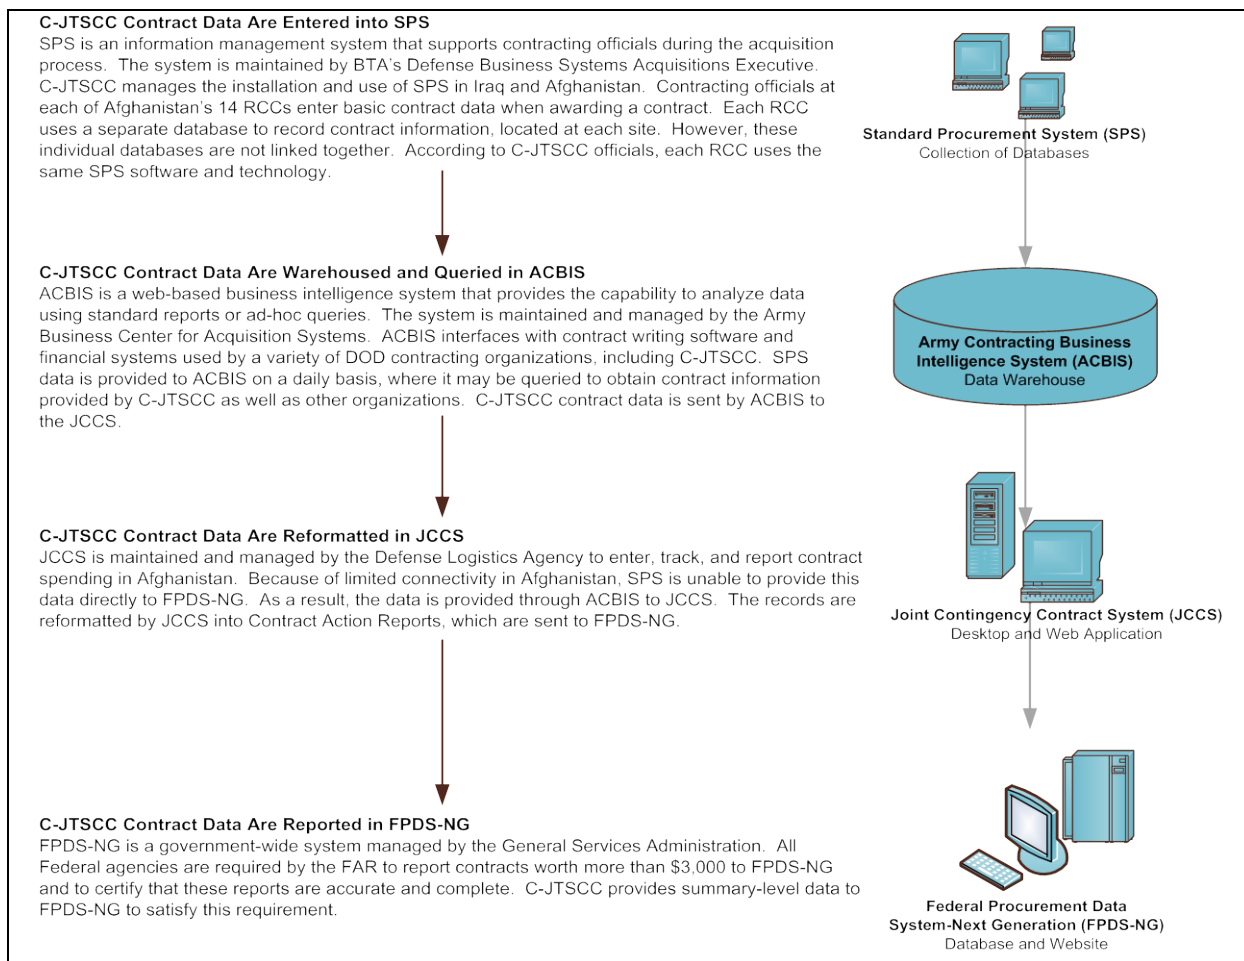 C-JTSCC Contract Data Are Entered into SPS
SPS is an information management system that supports contracting officials during the acquisition
process.  The system is maintained by BTA's Defense Business Systems Acquisitions Executive.
C-JTSCC manages the installation and use of SPS in Iraq and Afghanistan.  Contracting officials at
each of Afghanistan's 14 RCCs enter basic contract data when awarding a contract.  Each RCC
uses a separate database to record contract information, located at each site.  However, these
individual databases are not linked together.  According to C-JTSCC officials, each RCC uses the
same SPS software and technology.
Standard Procurement System (SPS)
Collection of Databases
C-JTSCC Contract Data Are Warehoused and Queried in ACBIS
ACBIS is a web-based business intelligence system that provides the capability to analyze data
using standard reports or ad-hoc queries.  The system is maintained and managed by the Army
Business Center for Acquisition Systems.  ACBIS interfaces with contract writing software and
financial systems used by a variety of DOD contracting organizations, including C-JTSCC.  SPS
data is provided to ACBIS on a daily basis, where it may be queried to obtain contract information
provided by C-JTSCC as well as other organizations.  C-JTSCC contract data is sent by ACBIS to
the JCCS.
Army Contracting Business
Intelligence System (ACBIS)
Data Warehouse
C-JTSCC Contract Data Are Reformatted in JCCS
JCCS is maintained and managed by the Defense Logistics Agency to enter, track, and report contract
spending in Afghanistan.  Because of limited connectivity in Afghanistan, SPS is unable to provide this
data directly to FPDS-NG.  As a result, the data is provided through ACBIS to JCCS.  The records are
reformatted by JCCS into Contract Action Reports, which are sent to FPDS-NG.
Joint Contingency Contract System (JCCS)
Desktop and Web Application
C-JTSCC Contract Data Are Reported in FPDS-NG
FPDS-NG is a government-wide system managed by the General Services Administration.  All
Federal agencies are required by the FAR to report contracts worth more than $3,000 to FPDS-NG
and to certify that these reports are accurate and complete.  C-JTSCC provides summary-level data to
FPDS-NG to satisfy this requirement.
Federal Procurement Data
System-Next Generation (FPDS-NG)
Database and Website